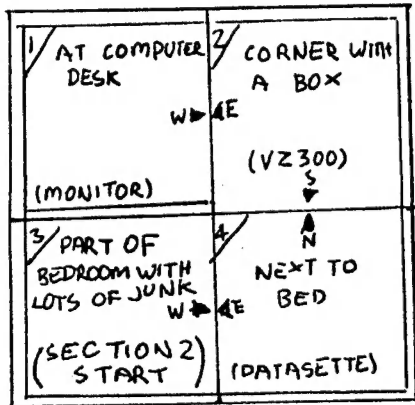 1
AT COMPUTER
DESK
(MONITOR)
2
CORNER WITH
A BOX
W E
(VZ300)
S
3
PART OF
BEDROOM WITH
LOTS OF JUNK
(SECTION 2)
START
4
N
NEXT TO
BED
W E
(DATASETTE)